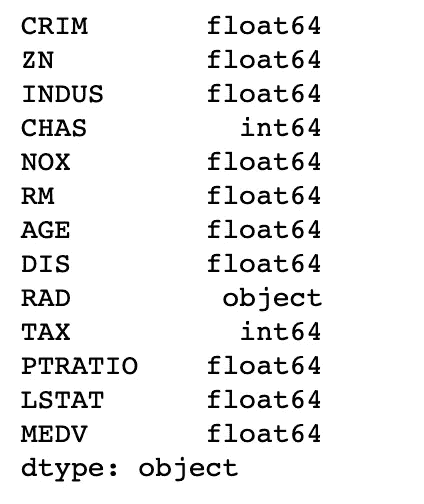 CRIM float64
ZN float64
INDUS float64
CHAS int64
NOX float64
RM float64
AGE float64
DIS float64
RAD object
TAX int64
PTRATIO float64
LSTAT float64
MEDV float64
dtype: object